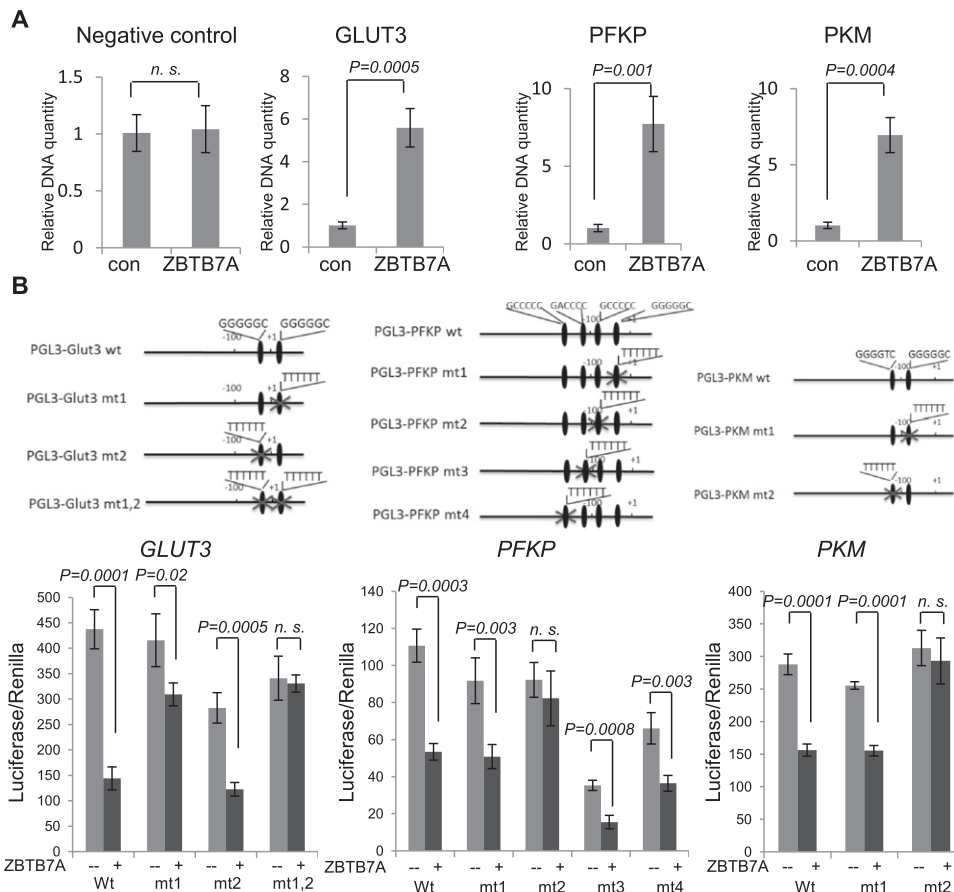 A
Negative control
GLUT3
PFKP
PKM
n. s.
P=0.0005
P=0.001
P=0.0004
Relative DNA quantity
1.5
1
0.5
0
con
ZBTB7A
Relative DNA quantity
8
6
4
2
0
con
ZBTB7A
Relative DNA quantity
10
5
0
con
ZBTB7A
Relative DNA quantity
10
5
0
con
ZBTB7A
B
GGGGGC GGGGGC
-100 +1
PGL3-Glut3 wt
TTTTTT
-100 +1
PGL3-Glut3 mt1
TTTTTT
-100 +1
PGL3-Glut3 mt2
TTTTTT TTTTTT
-100 +1
PGL3-Glut3 mt1,2
GCCCCC GACCCC GCCCCC GGGGGC
-100 +1
PGL3-PFKP wt
TTTTTT
-100 +1
PGL3-PFKP mt1
TTTTTT
-100 +1
PGL3-PFKP mt2
TTTTTT
-100 +1
PGL3-PFKP mt3
TTTTTT
-100 +1
PGL3-PFKP mt4
GGGGTC GGGGGC
-100 +1
PGL3-PKM wt
TTTTTT
-100 +1
PGL3-PKM mt1
TTTTTT
-100 +1
PGL3-PKM mt2
GLUT3
P=0.0001
P=0.02
P=0.0005
n. s.
Luciferase/Renilla
500
450
400
350
300
250
200
150
100
50
0
ZBTB7A -- + -- + -- + -- +
Wt mt1 mt2 mt1,2
PFKP
P=0.0003
P=0.003
n. s.
P=0.0008
P=0.003
Luciferase/Renilla
140
120
100
80
60
40
20
0
ZBTB7A -- + -- + -- + -- + -- +
Wt mt1 mt2 mt3 mt4
PKM
P=0.0001
P=0.0001
n. s.
Luciferase/Renilla
400
350
300
250
200
150
100
50
0
ZBTB7A -- + -- + -- +
Wt mt1 mt2